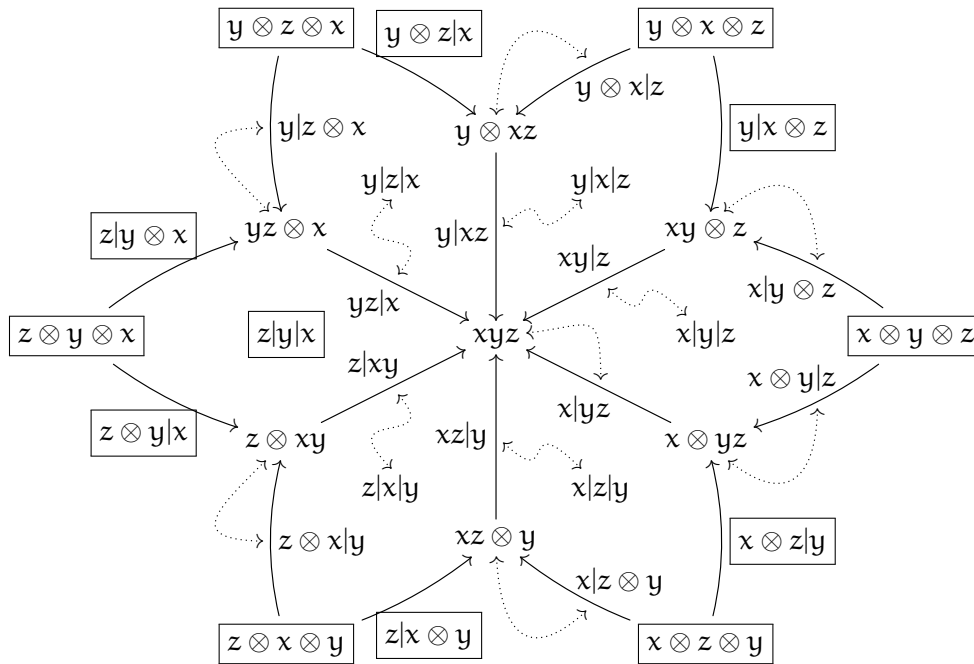 y ⊗ z ⊗ x
y ⊗ z|x
y ⊗ x ⊗ z
y ⊗ x|z
y|z ⊗ x
y ⊗ xz
y|x ⊗ z
y|z|x
y|x|z
z|y ⊗ x
yz ⊗ x
y|xz
xy ⊗ z
xy|z
x|y ⊗ z
yz|x
z ⊗ y ⊗ x
z|y|x
xyz
x|y|z
x ⊗ y ⊗ z
z|xy
x ⊗ y|z
x|yz
z ⊗ y|x
z ⊗ xy
xz|y
x ⊗ yz
z|x|y
x|z|y
z ⊗ x|y
xz ⊗ y
x ⊗ z|y
x|z ⊗ y
z ⊗ x ⊗ y
z|x ⊗ y
x ⊗ z ⊗ y